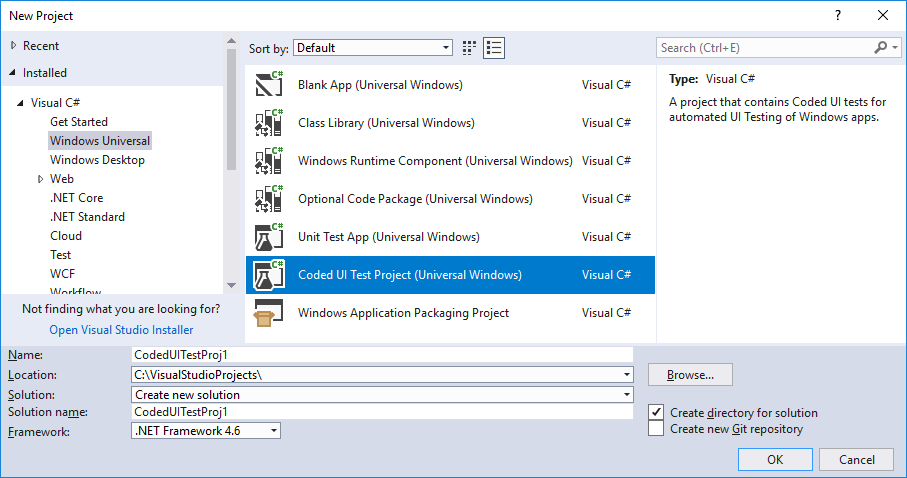 New Project
?
Recent
Installed
Visual C#
Get Started
Windows Universal
Windows Desktop
Web
.NET Core
.NET Standard
Cloud
Test
WCF
Workflow
Not finding what you are looking for?
Open Visual Studio Installer
Sort by: Default
C# Blank App (Universal Windows) Visual C#
C# Class Library (Universal Windows) Visual C#
C# Windows Runtime Component (Universal Windows) Visual C#
C# Optional Code Package (Universal Windows) Visual C#
C# Unit Test App (Universal Windows) Visual C#
C# Coded UI Test Project (Universal Windows) Visual C#
Windows Application Packaging Project Visual C#
Search (Ctrl+E)
Type: Visual C#
A project that contains Coded UI tests for
automated UI Testing of Windows apps.
Name: CodedUITestProj1
Location: C:\VisualStudioProjects\
Browse...
Solution: Create new solution
Solution name: CodedUITestProj1
Create directory for solution
Framework: .NET Framework 4.6
Create new Git repository
OK
Cancel